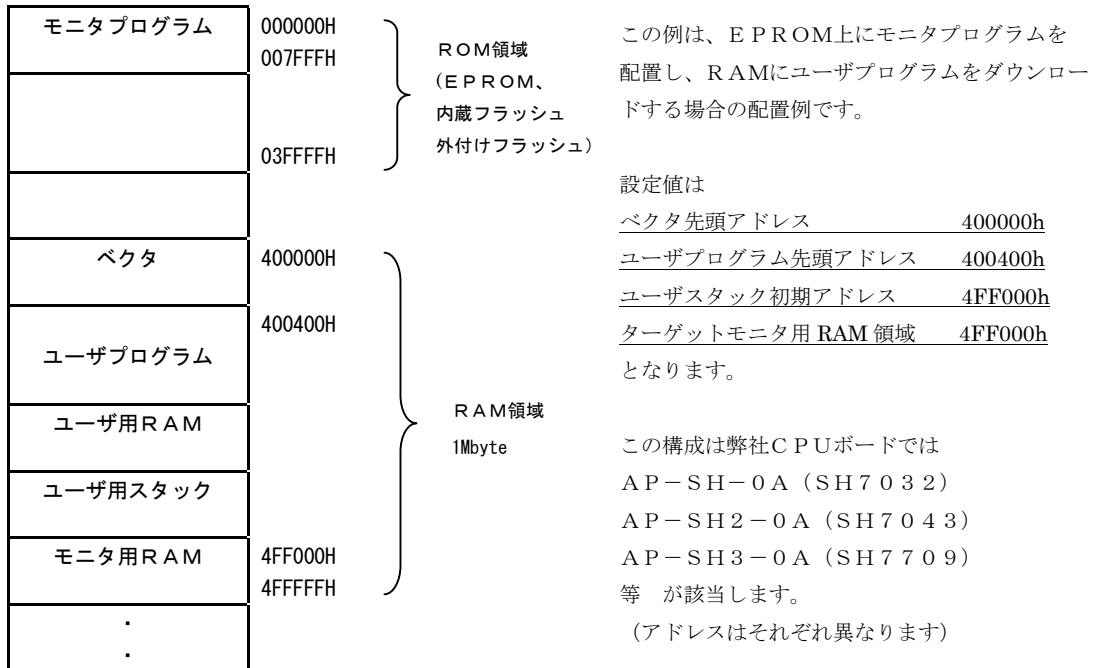 モニタプログラム
000000H
007FFFH
03FFFFH
ROM領域
(EPROM、
内蔵フラッシュ
外付けフラッシュ)
ベクタ
400000H
400400H
ユーザプログラム
ユーザ用RAM
ユーザ用スタック
モニタ用RAM
4FF000H
4FFFFFH
・
・
RAM領域
1Mbyte
この例は、EPROM上にモニタプログラムを
配置し、RAMにユーザプログラムをダウンロー
ドする場合の配置例です。
設定値は
ベクタ先頭アドレス 400000h
ユーザプログラム先頭アドレス 400400h
ユーザスタック初期アドレス 4FF000h
ターゲットモニタ用 RAM 領域 4FF000h
となります。
この構成は弊社CPUボードでは
AP-SH-0A(SH7032)
AP-SH2-0A(SH7043)
AP-SH3-0A(SH7709)
等 が該当します。
(アドレスはそれぞれ異なります)